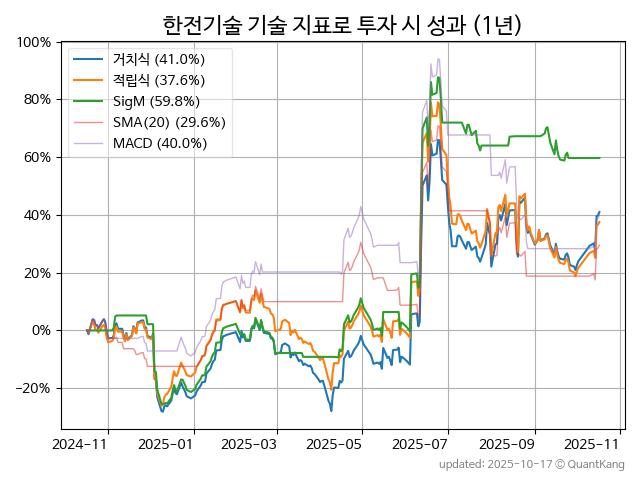 한전기술 기술 지표로 투자 시 성과 (1년)
100%
80%
60%
40%
20%
0%
−20%
거치식 (41.0%)
적립식 (37.6%)
SigM (59.8%)
SMA(20) (29.6%)
MACD (40.0%)
2024-11 2025-01 2025-03 2025-05 2025-07 2025-09 2025-11
updated: 2025-10-17 © QuantKang